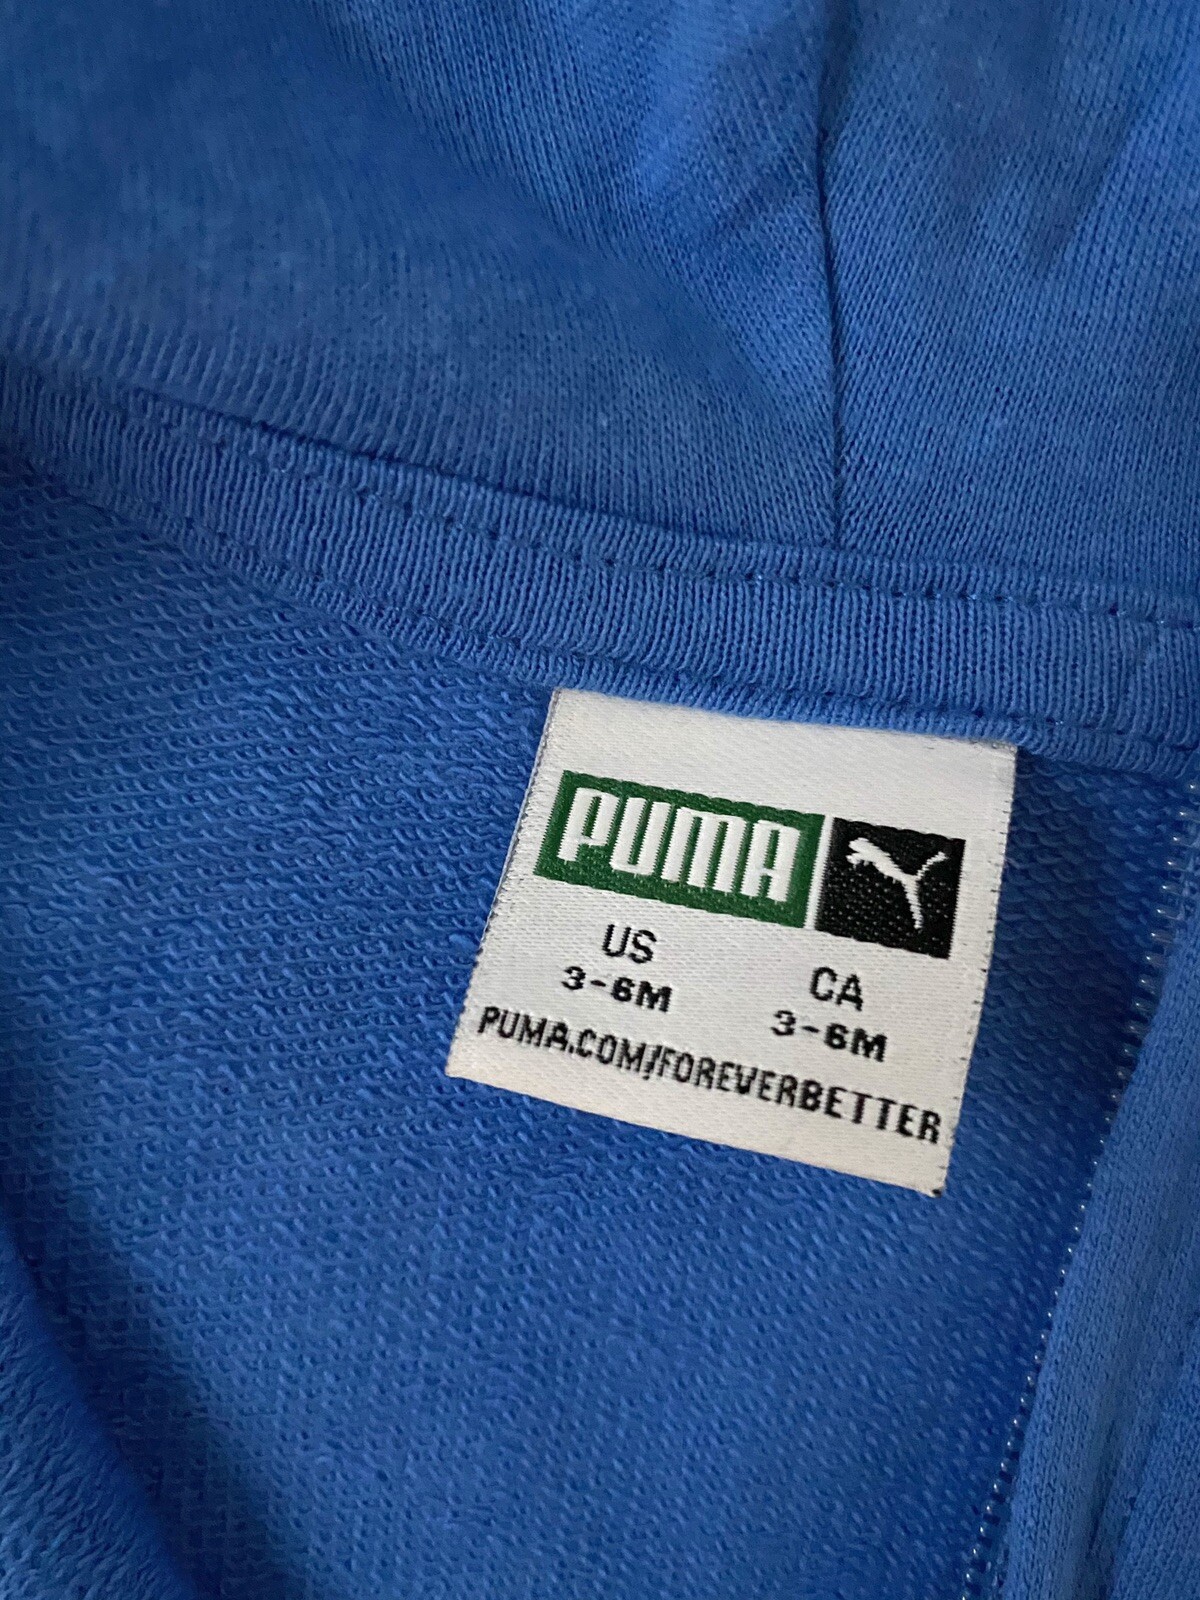 PUMA
US CA
3-6M 3-6M
PUMA.COM/FOREVERBETTER